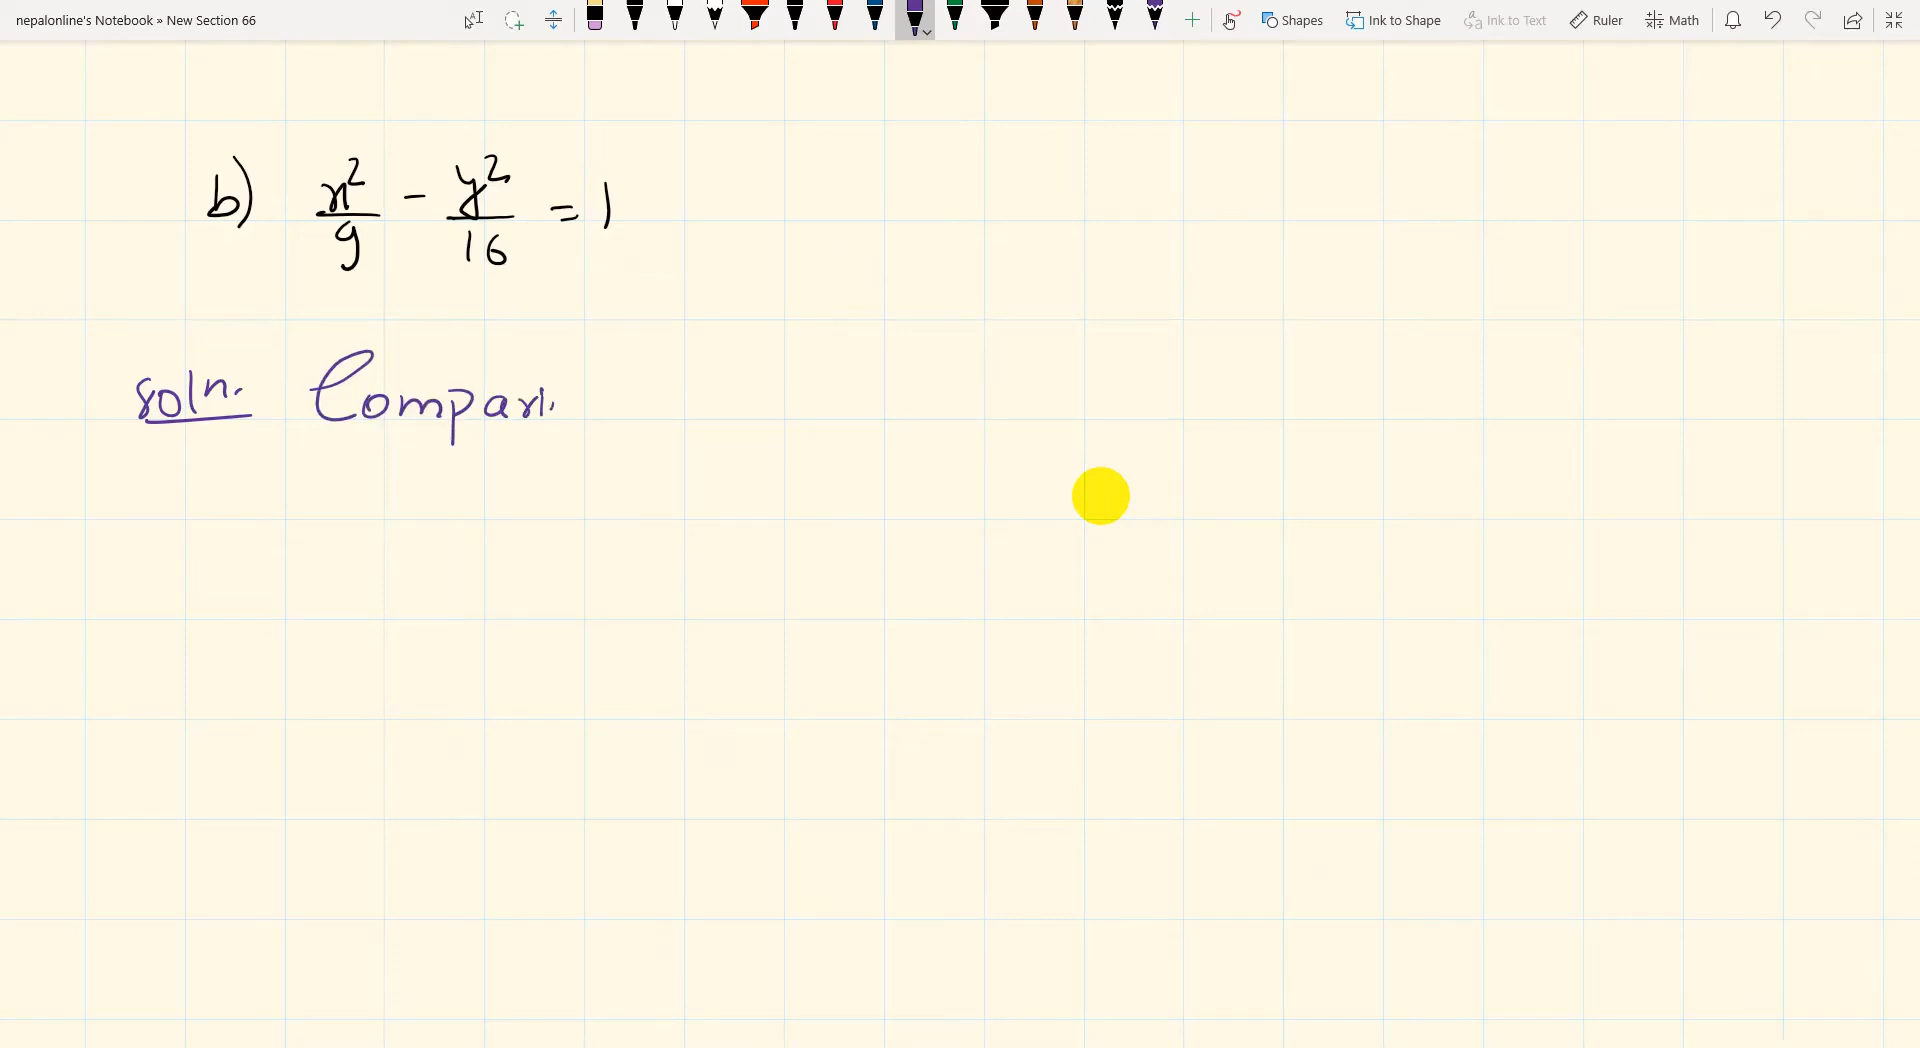 nepalonline's Notebook » New Section 66
Shapes Ink to Shape Ink to Text Ruler Math
b) x²/9 - y²/16 = 1
soln. Compari